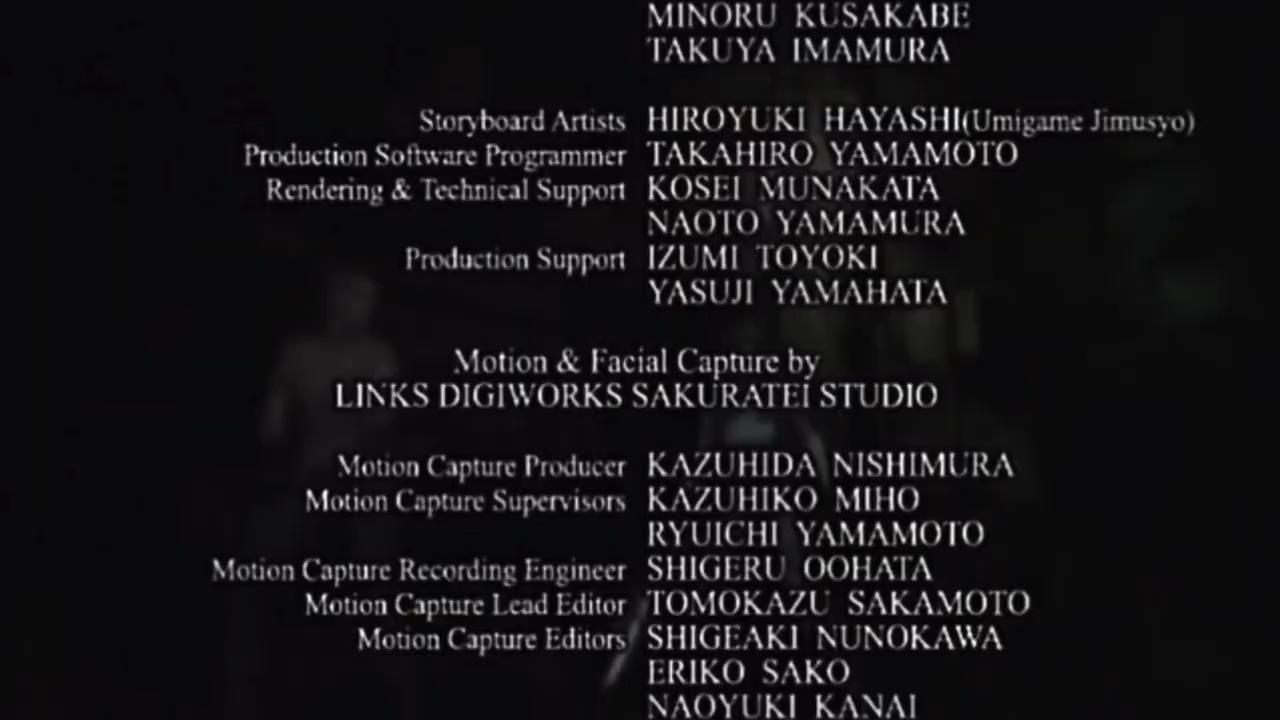 MINORU KUSAKABE
TAKUYA IMAMURA
Storyboard Artists HIROYUKI HAYASHI(Umigame Jimusyo)
Production Software Programmer TAKAHIRO YAMAMOTO
Rendering & Technical Support KOSEI MUNAKATA
NAOTO YAMAMURA
Production Support IZUMI TOYOKI
YASUJI YAMAHATA
Motion & Facial Capture by
LINKS DIGIWORKS SAKURATEI STUDIO
Motion Capture Producer KAZUHIDA NISHIMURA
Motion Capture Supervisors KAZUHIKO MIHO
RYUICHI YAMAMOTO
Motion Capture Recording Engineer SHIGERU OOHATA
Motion Capture Lead Editor TOMOKAZU SAKAMOTO
Motion Capture Editors SHIGEAKI NUNOKAWA
ERIKO SAKO
NAOYUKI KANAI